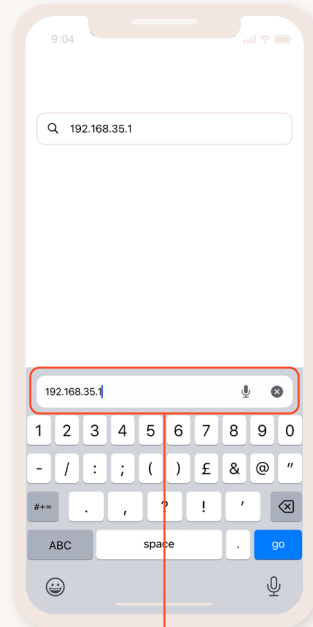 9:04
192.168.35.1
192.168.35.1
1 2 3 4 5 6 7 8 9 0
- / : ; ( ) £ & @ "
#+= . , ? ! ' 
ABC space . go